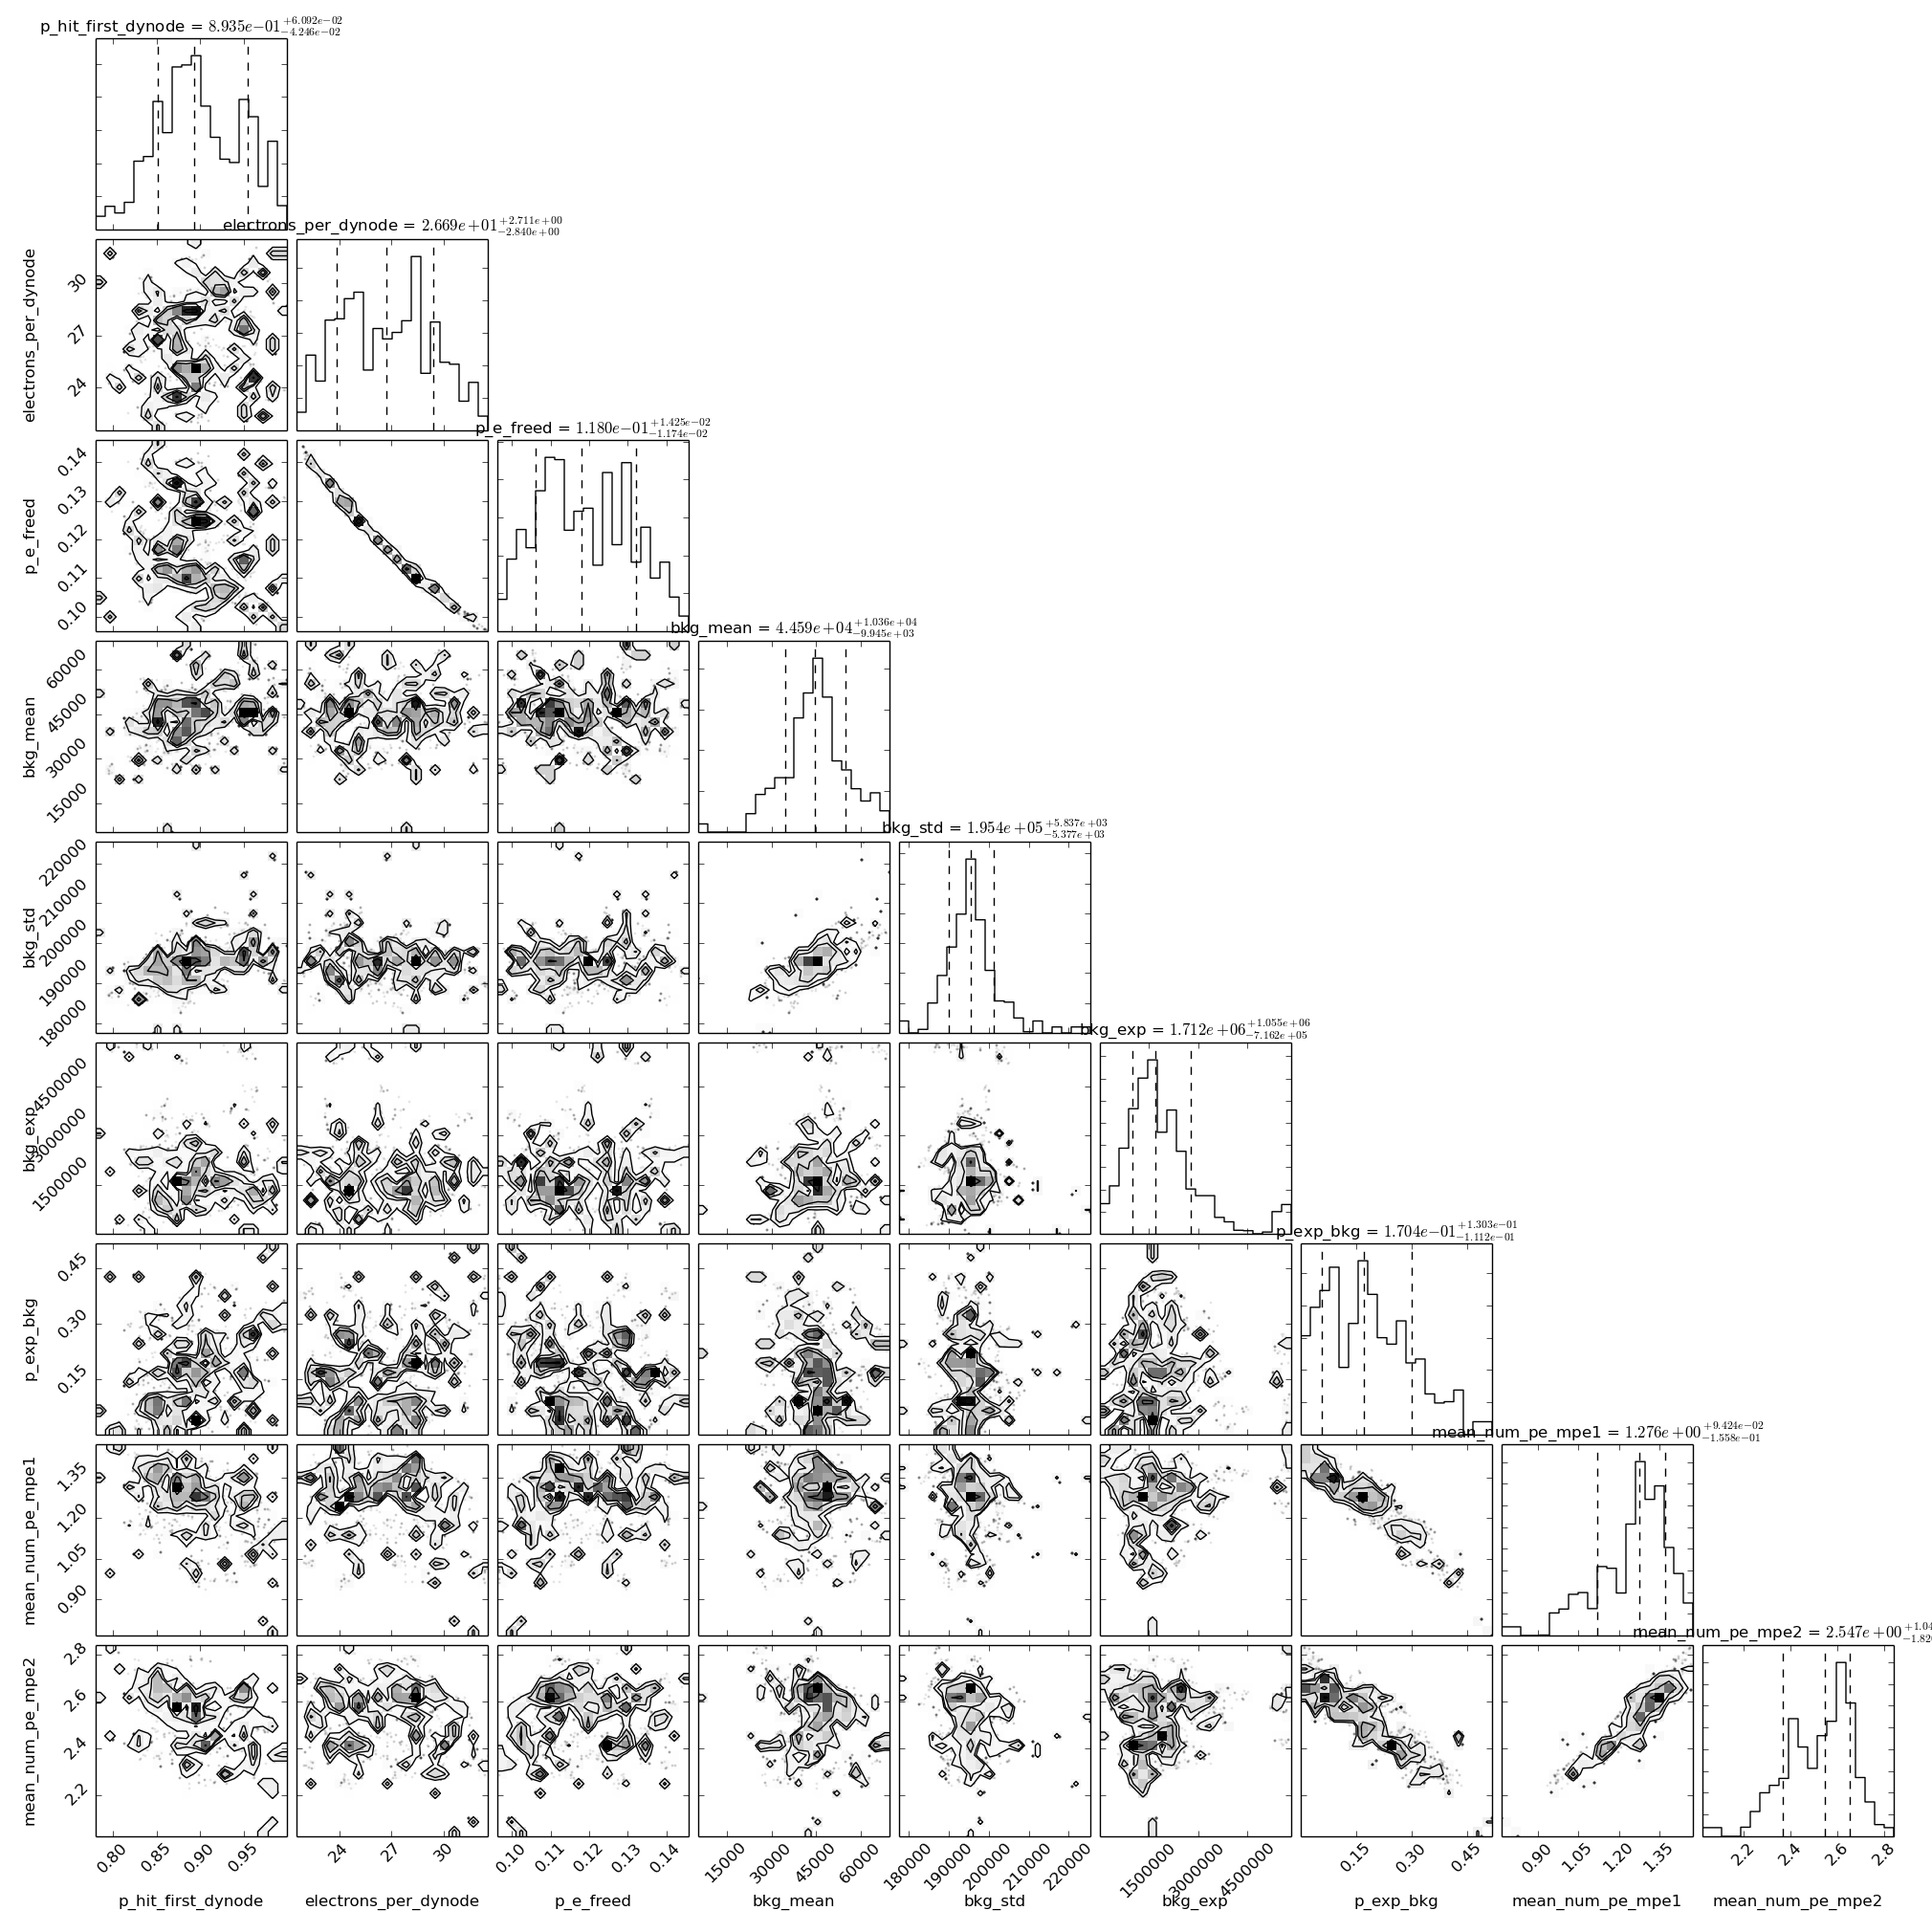 p_hit_first_dynode = 8.935e−01 +6.092e−02 −4.246e−02
electrons_per_dynode = 2.669e+01 +2.711e+00 −2.840e+00
electrons_per_dynode
30
27
24
p_e_freed = 1.180e−01 +1.425e−02 −1.174e−02
p_e_freed
0.14
0.13
0.12
0.11
0.10
bkg_mean = 4.459e+04 +1.036e+04 −9.945e+03
bkg_mean
60000
45000
30000
15000
bkg_std = 1.954e+05 +5.837e+03 −5.377e+03
bkg_std
220000
210000
200000
190000
180000
bkg_exp = 1.712e+06 +1.055e+06 −7.162e+05
bkg_exp
4500000
3000000
1500000
p_exp_bkg = 1.704e−01 +1.303e−01 −1.112e−01
p_exp_bkg
0.45
0.30
0.15
mean_num_pe_mpe1 = 1.276e+00 +9.424e−02 −1.558e−01
mean_num_pe_mpe1
1.35
1.20
1.05
0.90
mean_num_pe_mpe2 = 2.547e+00 +1.04 −1.82
mean_num_pe_mpe2
2.8
2.6
2.4
2.2
0.80 0.85 0.90 0.95 24 27 30 0.10 0.11 0.12 0.13 0.14 15000 30000 45000 60000 180000 190000 200000 210000 220000 1500000 3000000 4500000 0.15 0.30 0.45 0.90 1.05 1.20 1.35 2.2 2.4 2.6 2.8
p_hit_first_dynode electrons_per_dynode p_e_freed bkg_mean bkg_std bkg_exp p_exp_bkg mean_num_pe_mpe1 mean_num_pe_mpe2